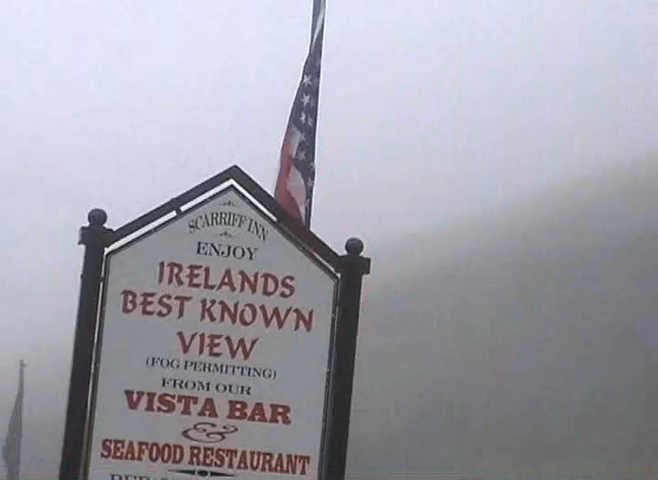 SCARRIFF INN
ENJOY
IRELANDS
BEST KNOWN
VIEW
(FOG PERMITTING)
FROM OUR
VISTA BAR
&
SEAFOOD RESTAURANT